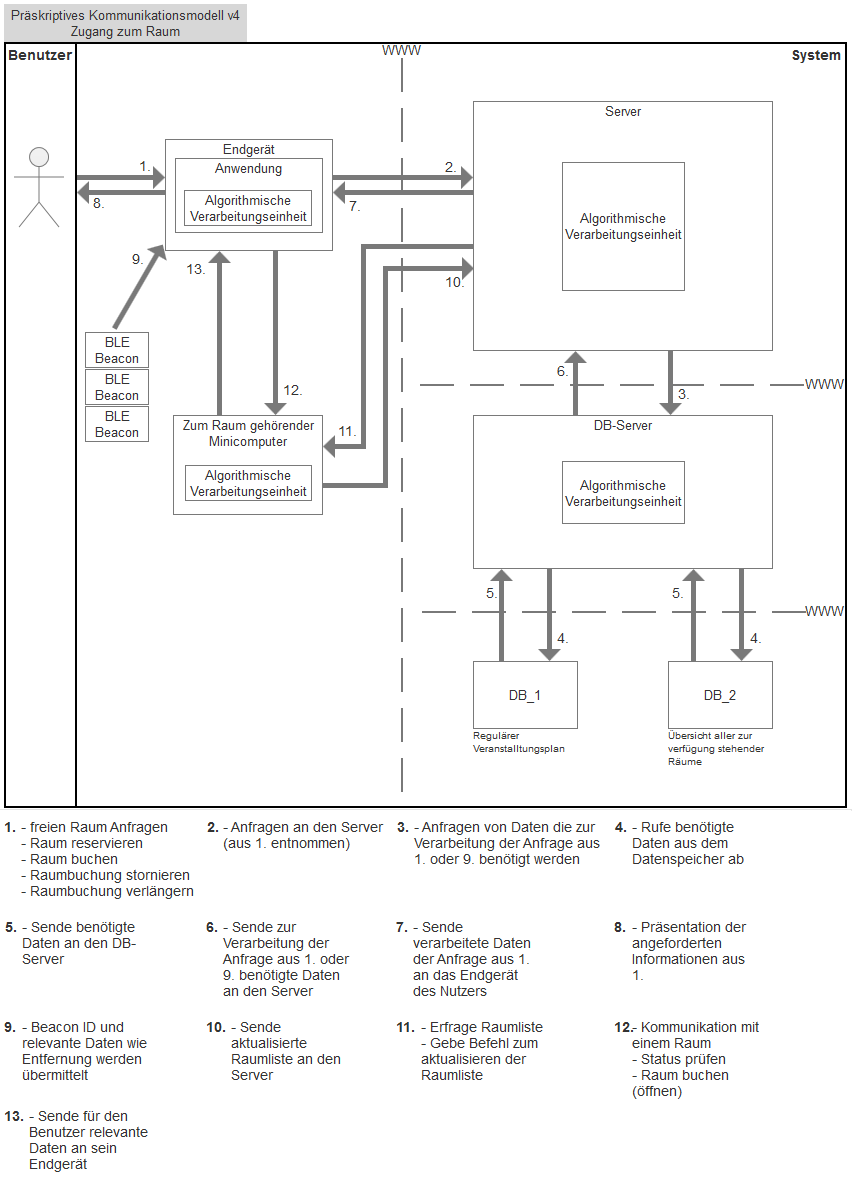 Präskriptives Kommunikationsmodell v4
Zugang zum Raum
Benutzer
WWW
System
Endgerät
Anwendung
Algorithmische
Verarbeitungseinheit
Server
Algorithmische
Verarbeitungseinheit
1.
8.
2.
7.
9.
13.
10.
BLE
Beacon
BLE
Beacon
BLE
Beacon
12.
11.
6.
3.
WWW
Zum Raum gehörender
Minicomputer
Algorithmische
Verarbeitungseinheit
DB-Server
Algorithmische
Verarbeitungseinheit
5.
4.
5.
4.
WWW
DB_1
DB_2
Regulärer
Veranstalltungsplan
Übersicht aller zur
verfügung stehender
Räume
1. - freien Raum Anfragen
- Raum reservieren
- Raum buchen
- Raumbuchung stornieren
- Raumbuchung verlängern
2. - Anfragen an den Server
(aus 1. entnommen)
3. - Anfragen von Daten die zur
Verarbeitung der Anfrage aus
1. oder 9. benötigt werden
4. - Rufe benötigte
Daten aus dem
Datenspeicher ab
5. - Sende benötigte
Daten an den DB-
Server
6. - Sende zur
Verarbeitung der
Anfrage aus 1. oder
9. benötigte Daten
an den Server
7. - Sende
verarbeitete Daten
der Anfrage aus 1.
an das Endgerät
des Nutzers
8. - Präsentation der
angeforderten
Informationen aus
1.
9. - Beacon ID und
relevante Daten wie
Entfernung werden
übermittelt
10. - Sende
aktualisierte
Raumliste an den
Server
11. - Erfrage Raumliste
- Gebe Befehl zum
aktualisieren der
Raumliste
12.- Kommunikation mit
einem Raum
- Status prüfen
- Raum buchen
(öffnen)
13. - Sende für den
Benutzer relevante
Daten an sein
Endgerät